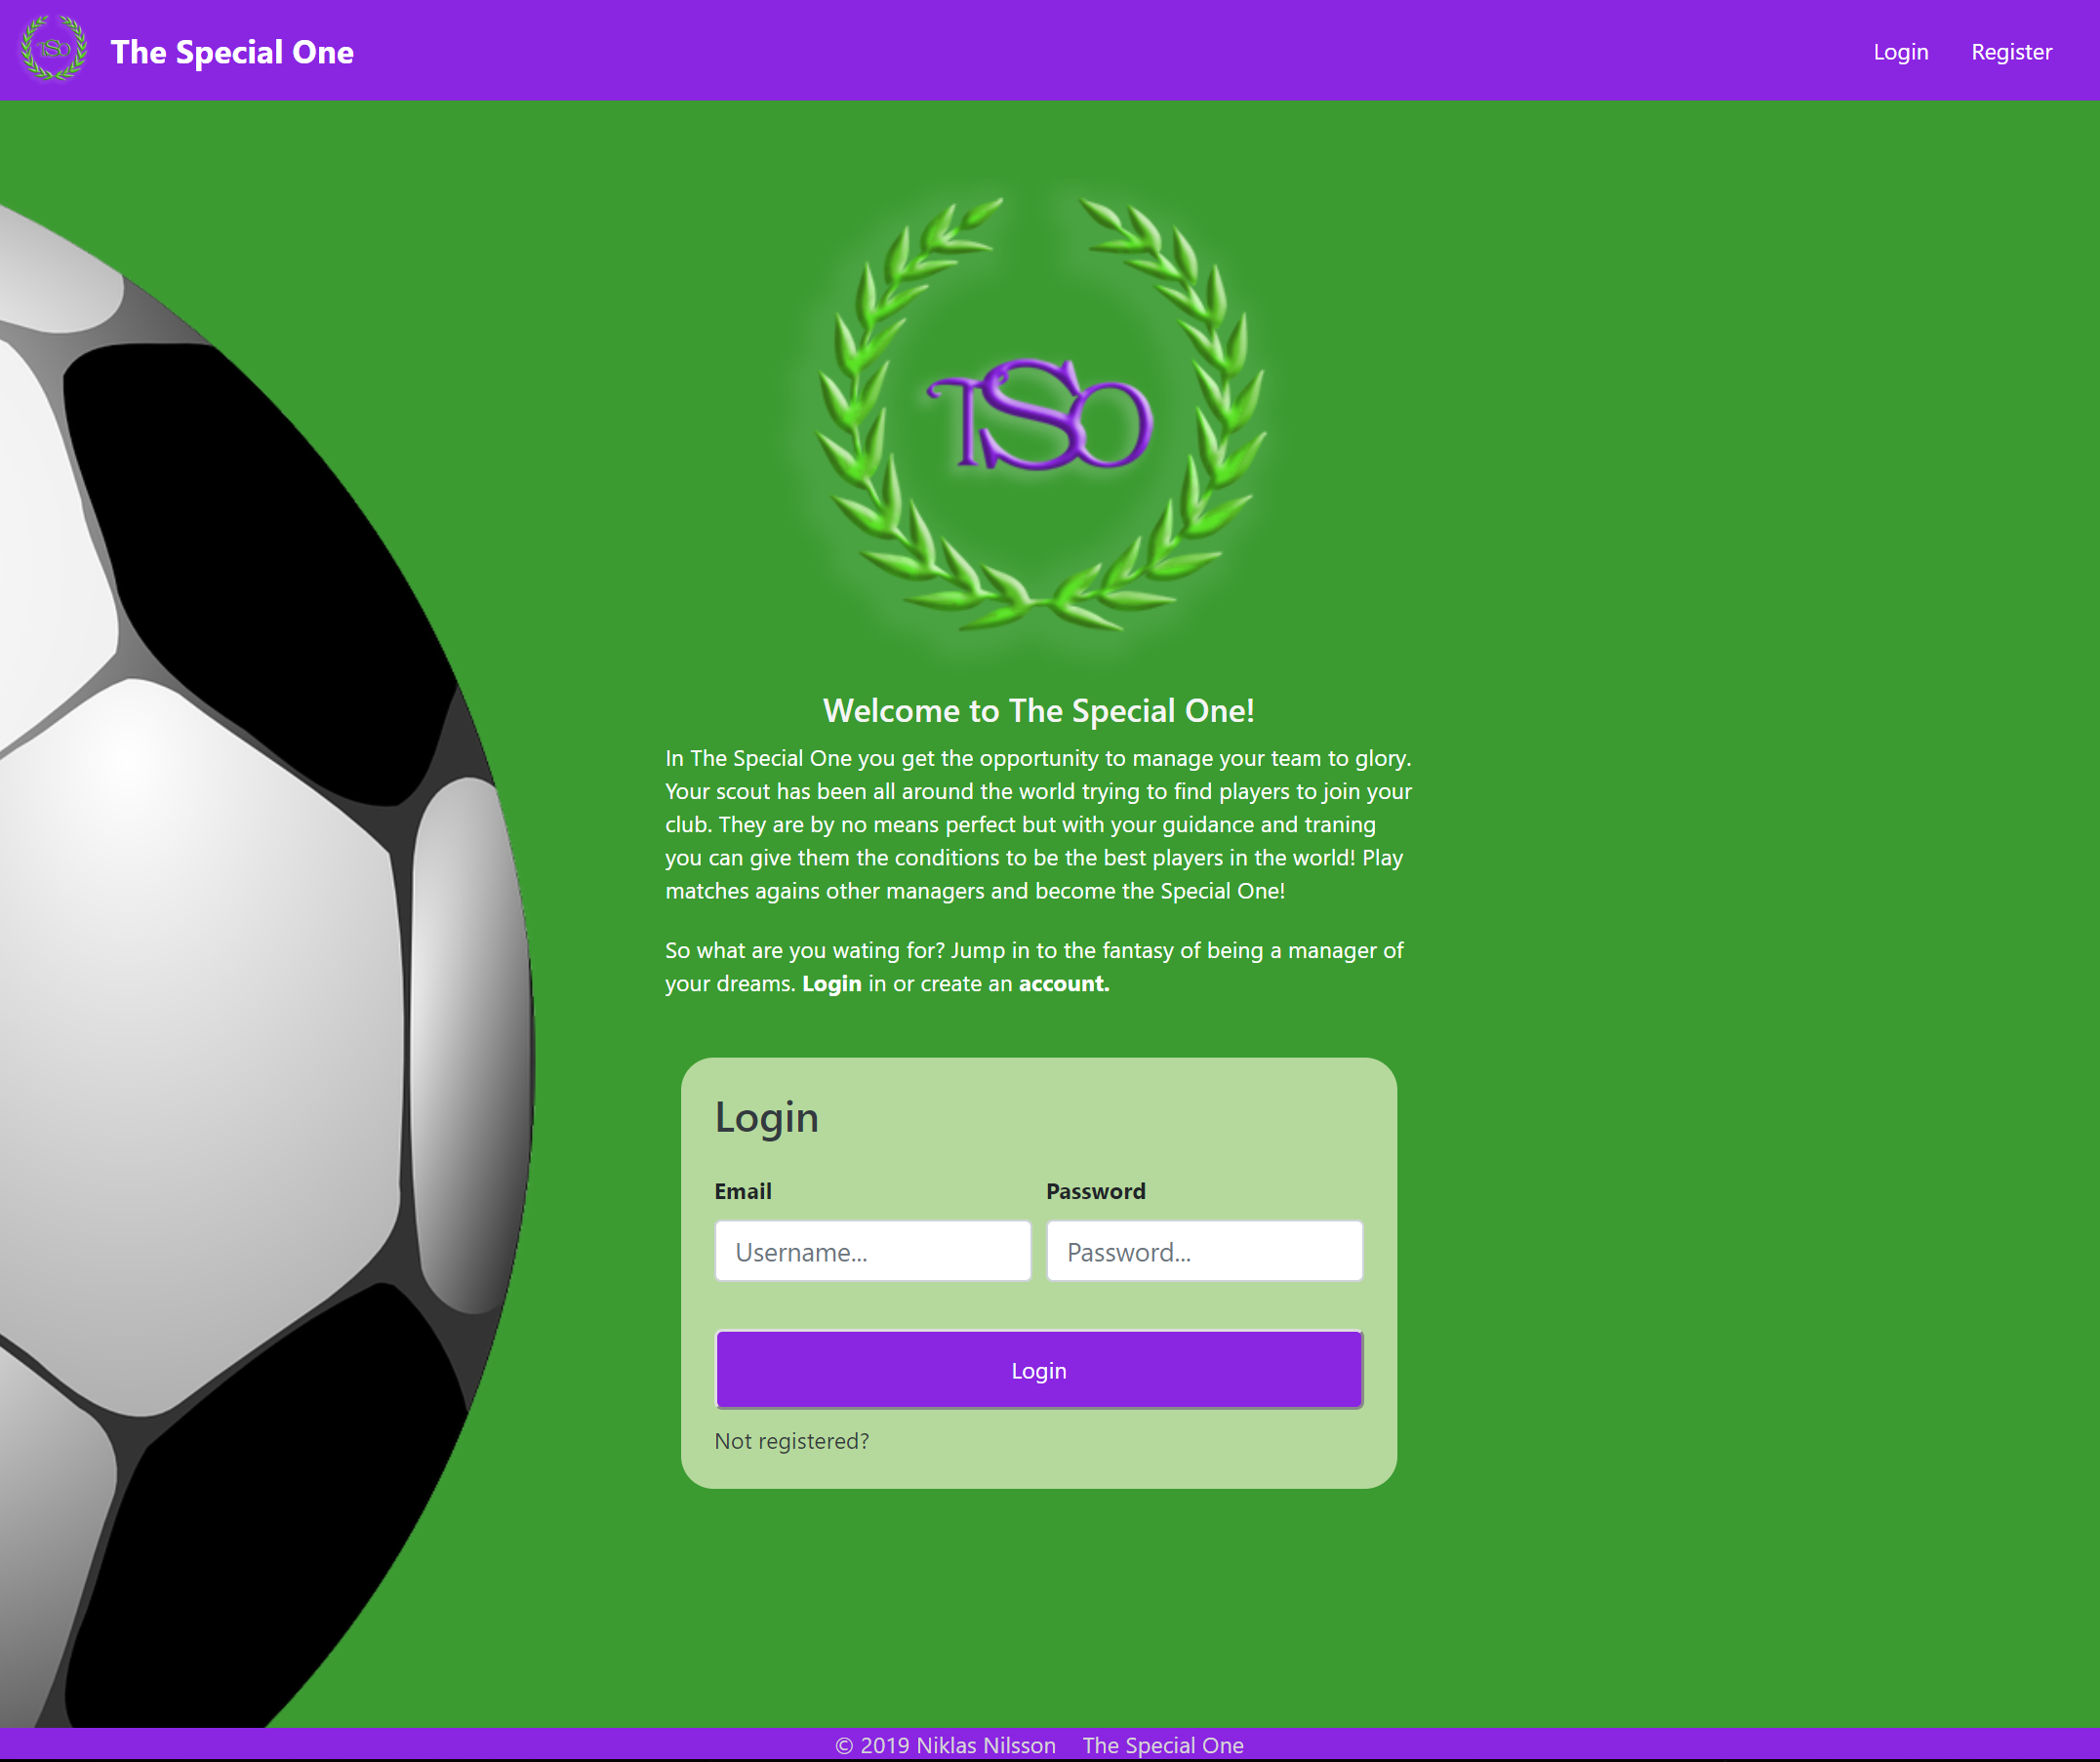 TSO
The Special One
Login
Register
TSO
Welcome to The Special One!
In The Special One you get the opportunity to manage your team to glory.
Your scout has been all around the world trying to find players to join your
club. They are by no means perfect but with your guidance and traning
you can give them the conditions to be the best players in the world! Play
matches agains other managers and become the Special One!
So what are you wating for? Jump in to the fantasy of being a manager of
your dreams. Login in or create an account.
Login
Email
Password
Username...
Password...
Login
Not registered?
© 2019 Niklas Nilsson The Special One